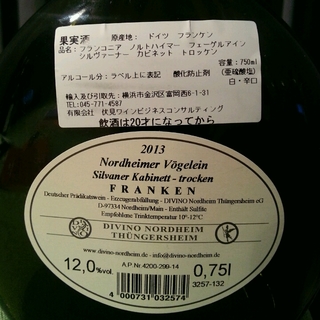 果実酒 原産地: ドイツ フランケン
品名:フランコニア ノルトハイマー フェーゲルアイン
シルヴァーナー カビネット トロッケン 容量:750ml
アルコール分:ラベル上に表記 酸化防止剤 (亜硫酸塩)
白・辛口
輸入及び引取先:横浜市金沢区富岡西6-1-31
TEL:045-771-4587
伏見ワインビジネスコンサルティング
飲酒は20才になってから
2013
Nordheimer Vögelein
Silvaner Kabinett - trocken
FRANKEN
Deutscher Prädikatswein - Erzeugerabfüllung - DIVINO Nordheim Thüngersheim eG
D-97334 Nordheim/Main - Enthält Sulfite
Empfohlene Trinktemperatur 10°-12°C
DIVINO NORDHEIM
THÜNGERSHEIM
www.divino-nordheim.de - info@divino-nordheim.de
12,0%vol. A.P.Nr.4200-299-14 0,75l
4 000731 032574 3257-132